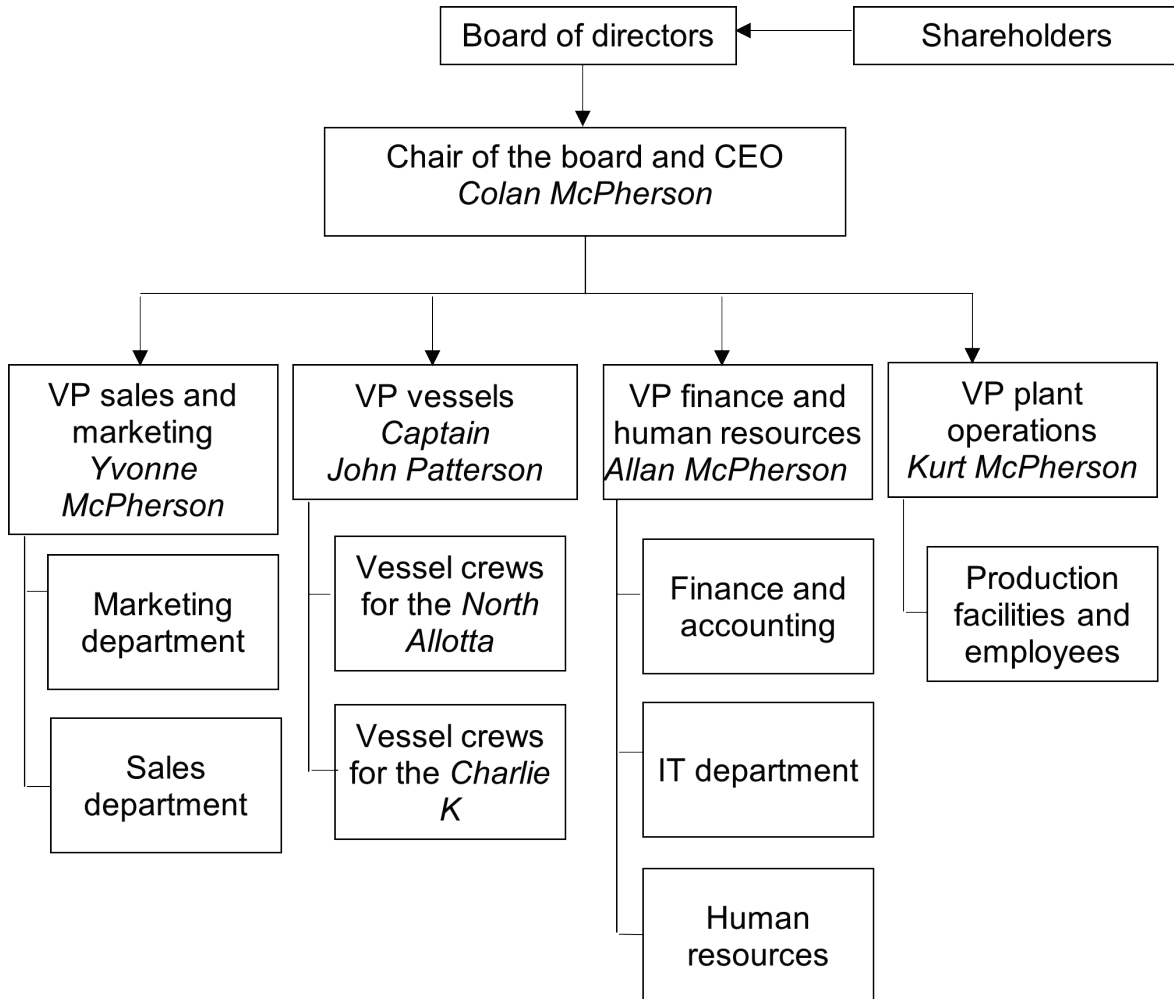 Board of directors
Shareholders
Chair of the board and CEO
Colan McPherson
VP sales and
marketing
Yvonne
McPherson
VP vessels
Captain
John Patterson
VP finance and
human resources
Allan McPherson
VP plant
operations
Kurt McPherson
Marketing
department
Sales
department
Vessel crews
for the North
Allotta
Vessel crews
for the Charlie
K
Finance and
accounting
IT department
Human
resources
Production
facilities and
employees